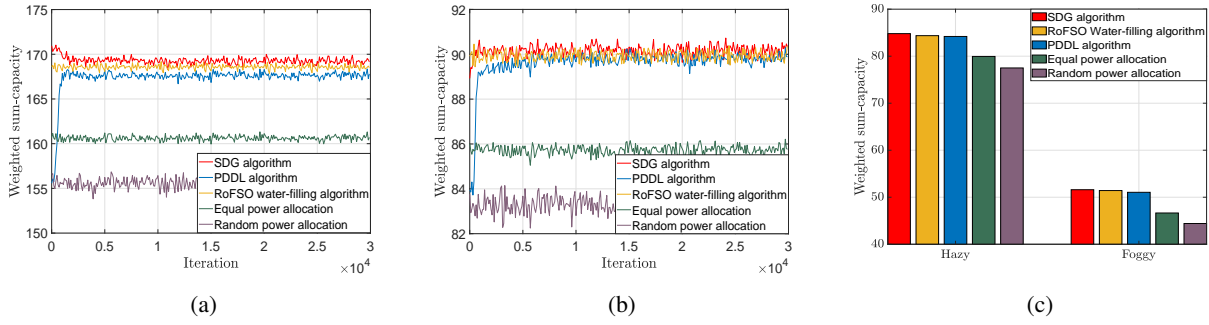 Weighted sum-capacity
175
170
165
160
155
150
SDG algorithm
PDDL algorithm
RoFSO water-filling algorithm
Equal power allocation
Random power allocation
0 0.5 1 1.5 2 2.5 3
Iteration
×10⁴
(a)
Weighted sum-capacity
92
90
88
86
84
82
SDG algorithm
PDDL algorithm
RoFSO water-filling algorithm
Equal power allocation
Random power allocation
0 0.5 1 1.5 2 2.5 3
Iteration
×10⁴
(b)
Weighted sum-capacity
90
80
70
60
50
40
SDG algorithm
RoFSO Water-filling algorithm
PDDL algorithm
Equal power allocation
Random power allocation
Hazy Foggy
(c)